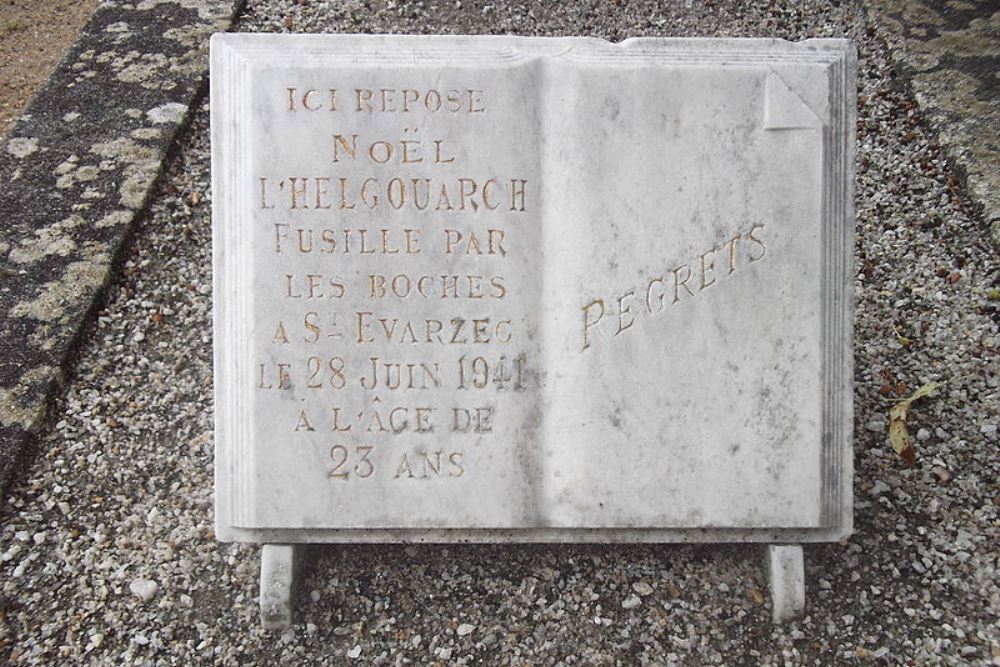 ICI REPOSE
NOËL
L'HELGOUARCH
FUSILLE PAR
LES BOCHES
A ST EVARZEC
LE 28 JUIN 1941
À L'ÂGE DE
23 ANS
REGRETS